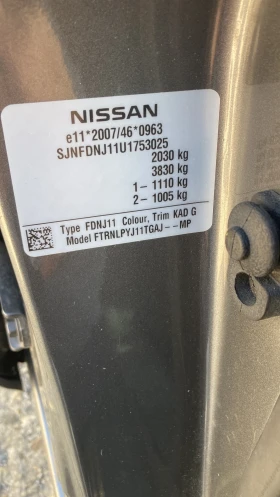 NISSAN
e11*2007/46*0963
SJNFDNJ11U1753025
2030 kg
3830 kg
1- 1110 kg
2- 1005 kg
Type FDNJ11 Colour, Trim KAD G
Model FTRNLPYJ11TGAJ--MP